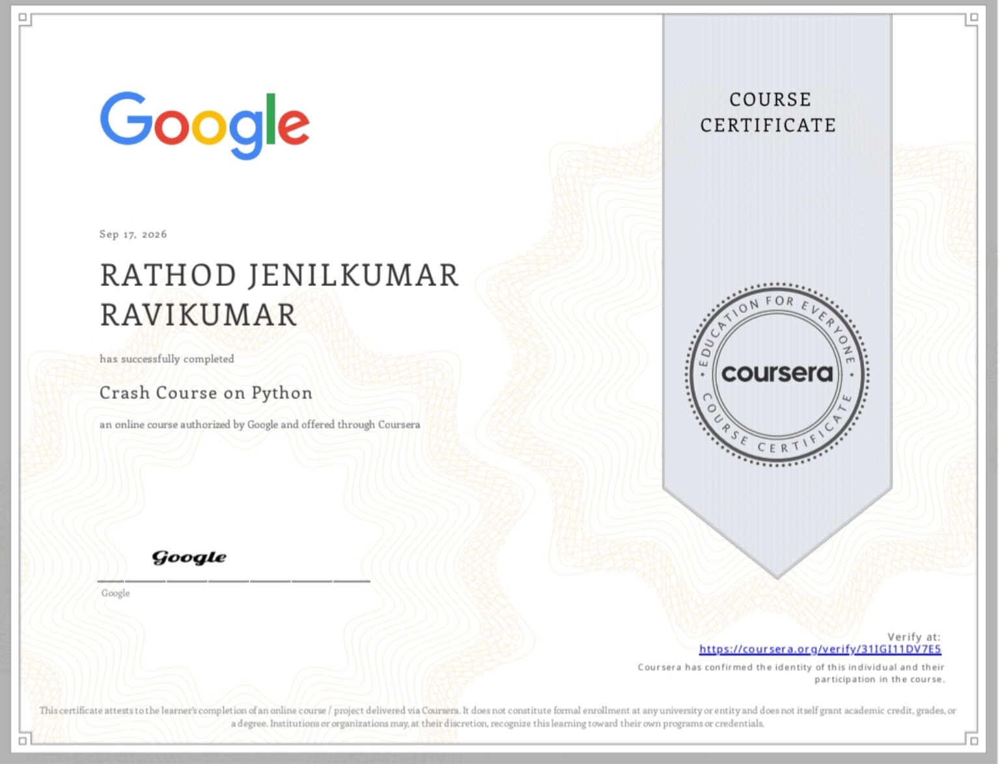 Google
COURSE
CERTIFICATE
Sep 17, 2026
RATHOD JENILKUMAR
RAVIKUMAR
has successfully completed
Crash Course on Python
an online course authorized by Google and offered through Coursera
EDUCATION FOR EVERYONE
coursera
COURSE CERTIFICATE
Google
Google
Verify at:
https://coursera.org/verify/31IGI11DV7E5
Coursera has confirmed the identity of this individual and their
participation in the course.
This certificate attests to the learner's completion of an online course / project delivered via Coursera. It does not constitute formal enrollment at any university or entity and does not itself grant academic credit, grades, or
a degree. Institutions or organizations may, at their discretion, recognize this learning toward their own programs or credentials.